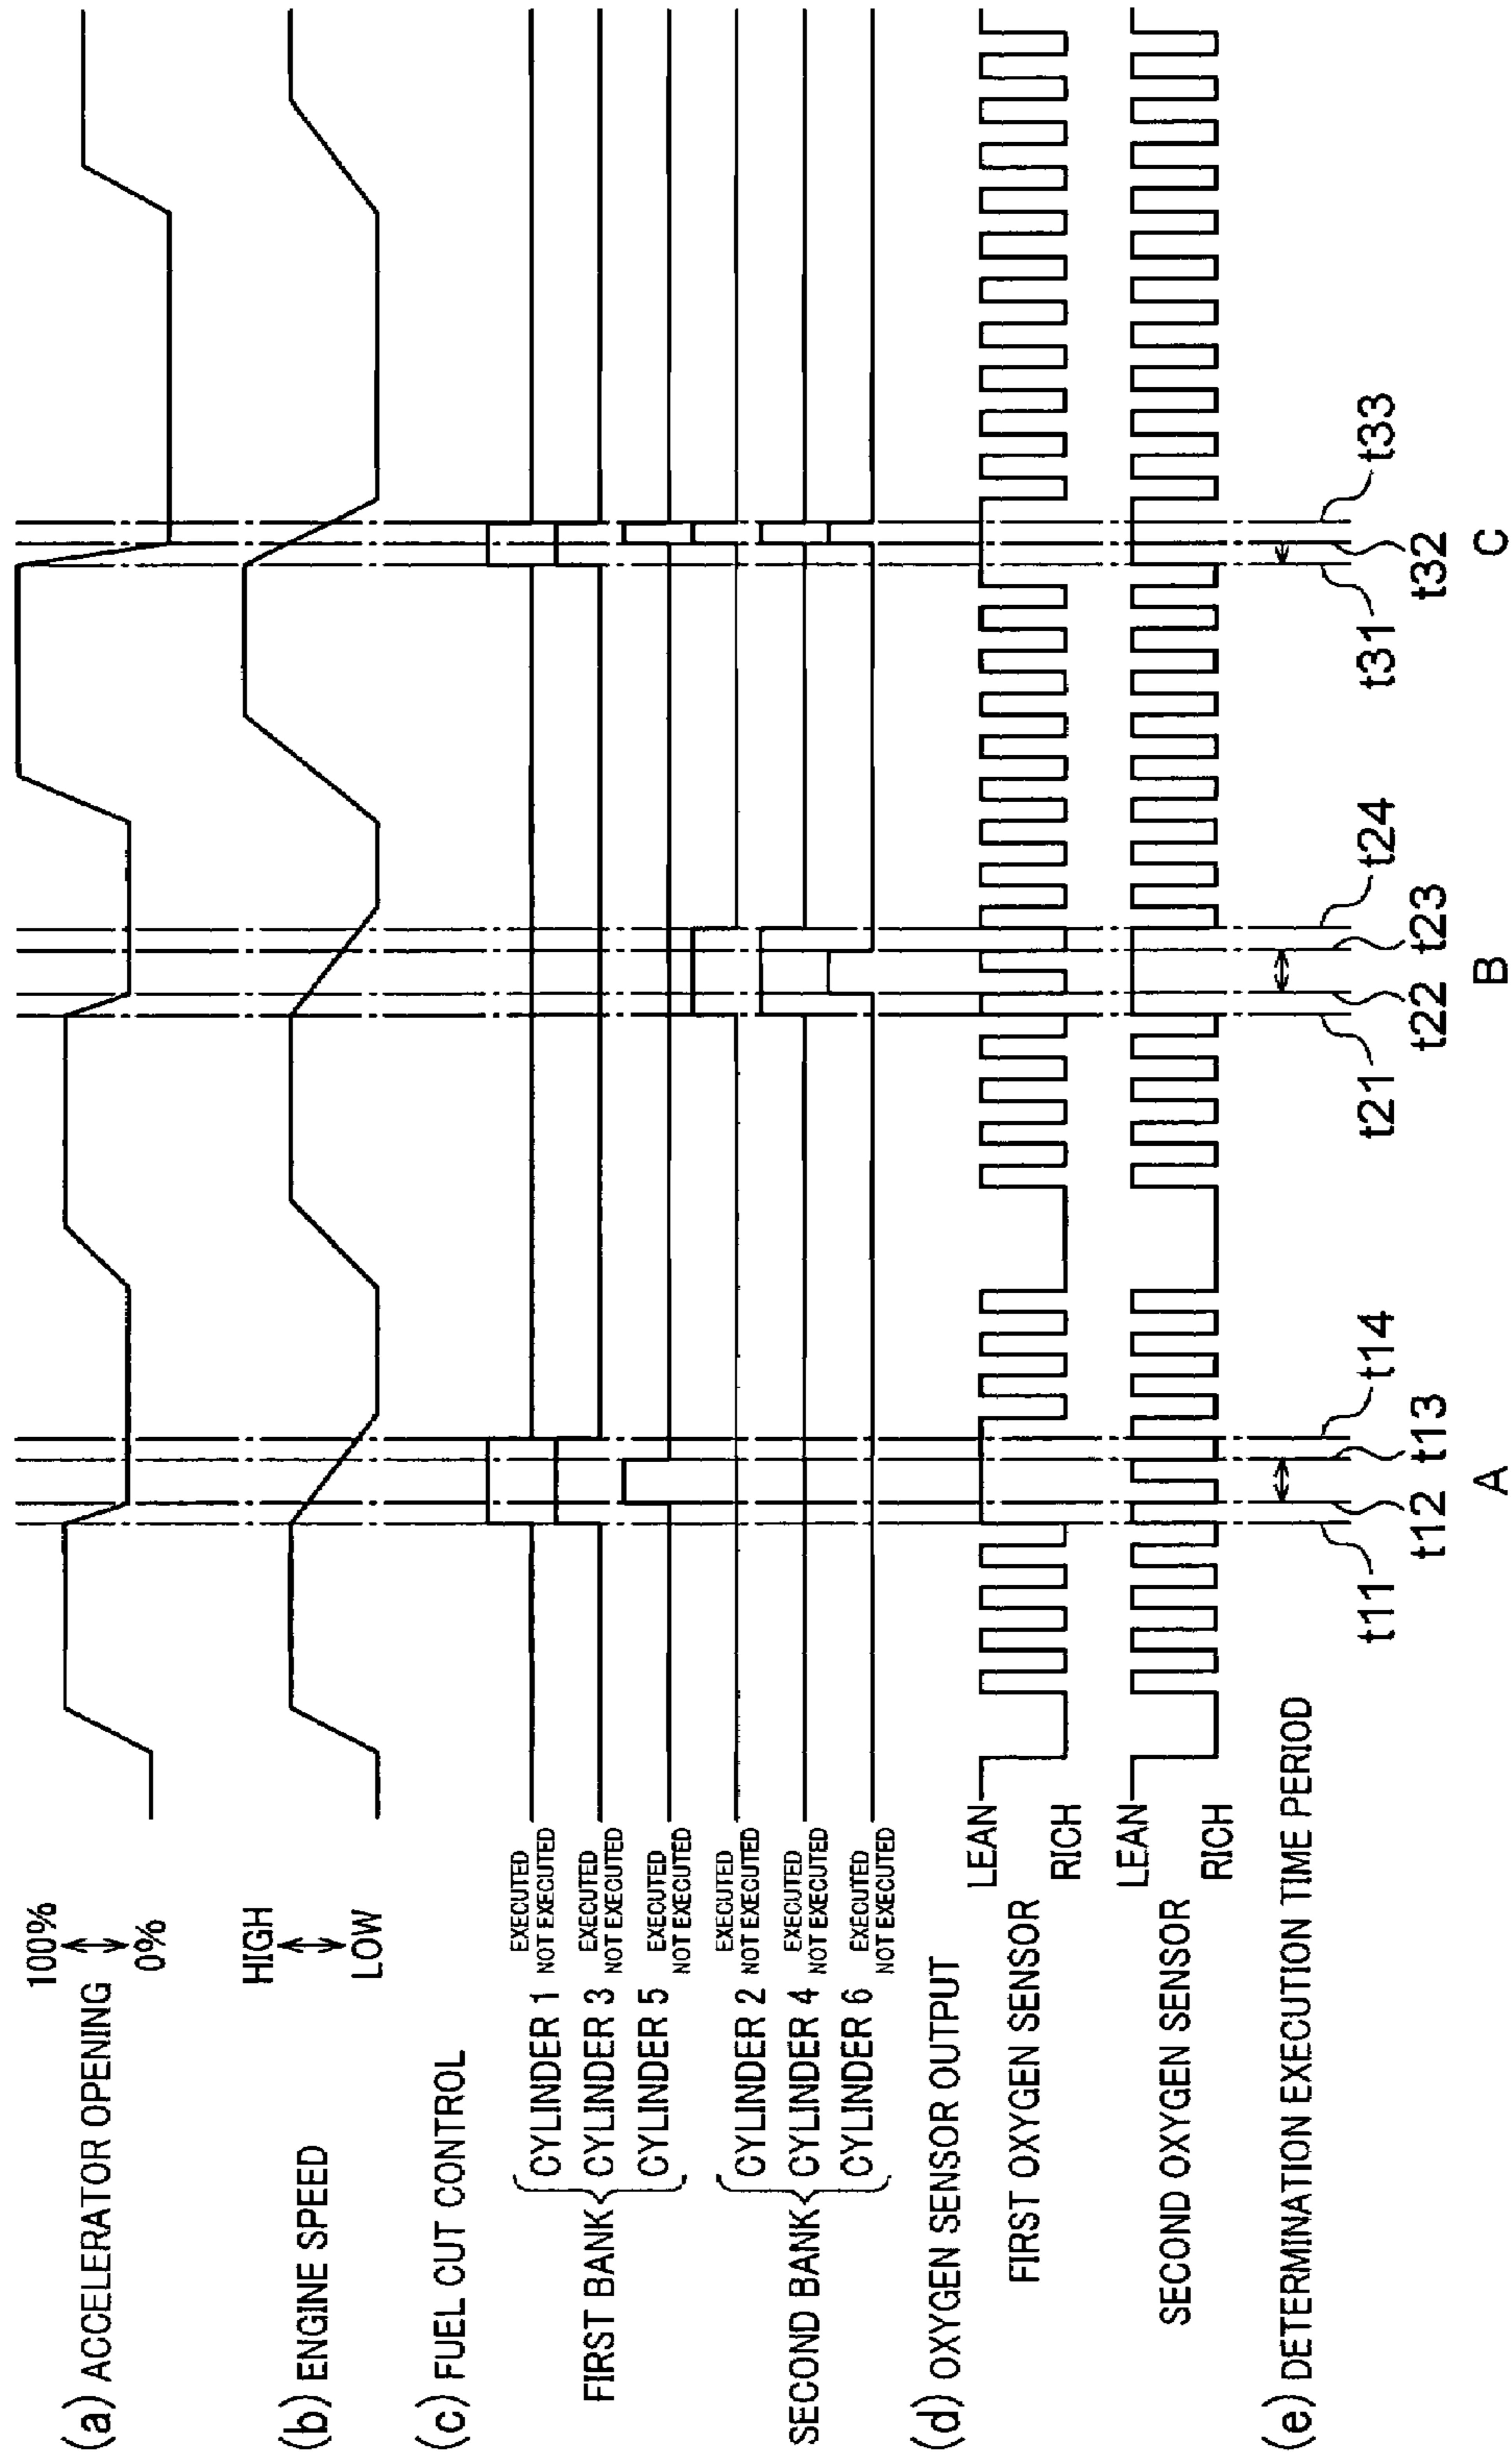 (a) ACCELERATOR OPENING
100%
0%
(b) ENGINE SPEED
HIGH
LOW
(c) FUEL CUT CONTROL
FIRST BANK
CYLINDER 1
EXECUTED
NOT EXECUTED
CYLINDER 3
EXECUTED
NOT EXECUTED
CYLINDER 5
EXECUTED
NOT EXECUTED
SECOND BANK
CYLINDER 2
EXECUTED
NOT EXECUTED
CYLINDER 4
EXECUTED
NOT EXECUTED
CYLINDER 6
EXECUTED
NOT EXECUTED
(d) OXYGEN SENSOR OUTPUT
FIRST OXYGEN SENSOR
LEAN
RICH
SECOND OXYGEN SENSOR
LEAN
RICH
(e) DETERMINATION EXECUTION TIME PERIOD
t11
t12
t13
t14
t21
t22
t23
t24
t31
t32
t33
A
B
C